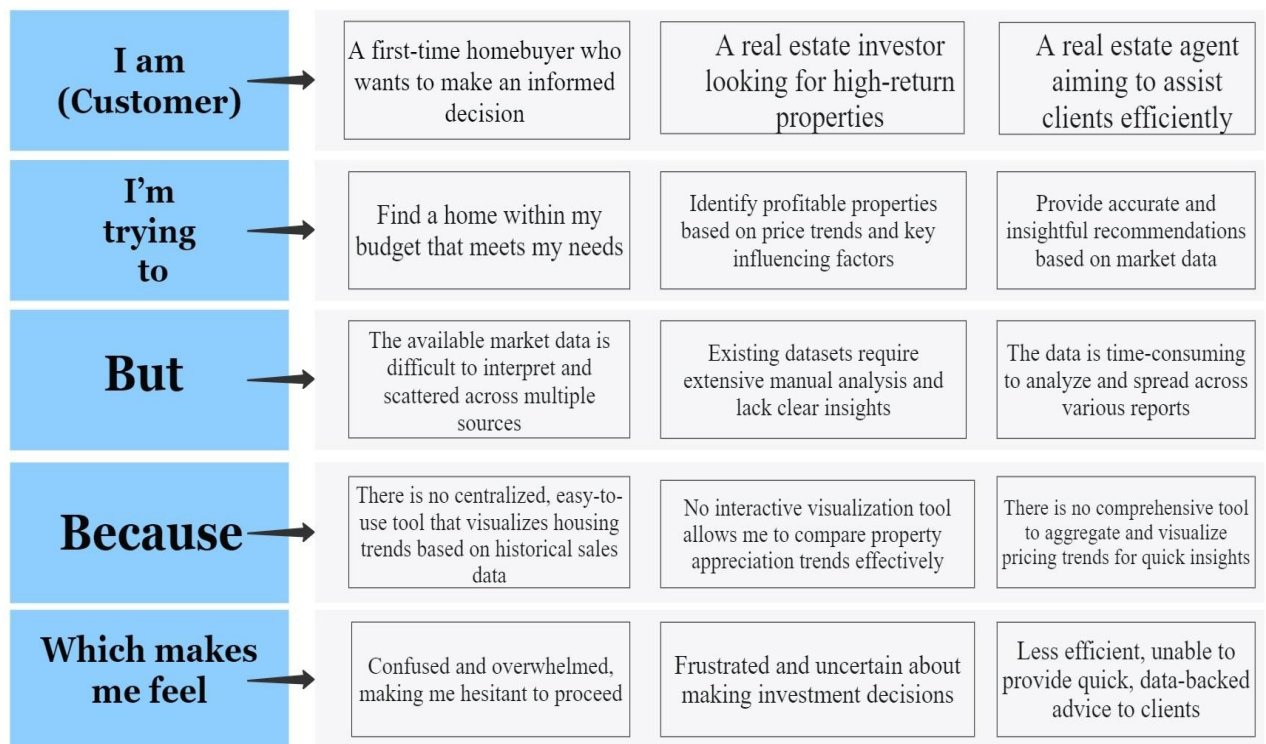 I am
(Customer)
A first-time homebuyer who
wants to make an informed
decision
A real estate investor
looking for high-return
properties
A real estate agent
aiming to assist
clients efficiently
I'm
trying
to
Find a home within my
budget that meets my needs
Identify profitable properties
based on price trends and key
influencing factors
Provide accurate and
insightful recommendations
based on market data
But
The available market data is
difficult to interpret and
scattered across multiple
sources
Existing datasets require
extensive manual analysis and
lack clear insights
The data is time-consuming
to analyze and spread across
various reports
Because
There is no centralized, easy-to-
use tool that visualizes housing
trends based on historical sales
data
No interactive visualization tool
allows me to compare property
appreciation trends effectively
There is no comprehensive tool
to aggregate and visualize
pricing trends for quick insights
Which makes
me feel
Confused and overwhelmed,
making me hesitant to proceed
Frustrated and uncertain about
making investment decisions
Less efficient, unable to
provide quick, data-backed
advice to clients